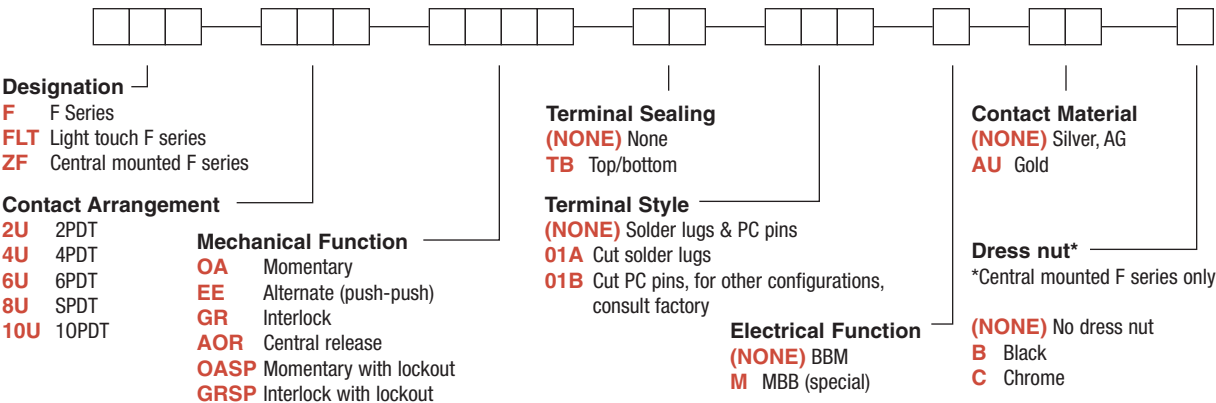 Designation
F F Series
FLT Light touch F series
ZF Central mounted F series
Contact Arrangement
2U 2PDT
4U 4PDT
6U 6PDT
8U SPDT
10U 10PDT
Mechanical Function
OA Momentary
EE Alternate (push-push)
GR Interlock
AOR Central release
OASP Momentary with lockout
GRSP Interlock with lockout
Terminal Sealing
(NONE) None
TB Top/bottom
Terminal Style
(NONE) Solder lugs & PC pins
01A Cut solder lugs
01B Cut PC pins, for other configurations,
consult factory
Electrical Function
(NONE) BBM
M MBB (special)
Contact Material
(NONE) Silver, AG
AU Gold
Dress nut*
*Central mounted F series only
(NONE) No dress nut
B Black
C Chrome